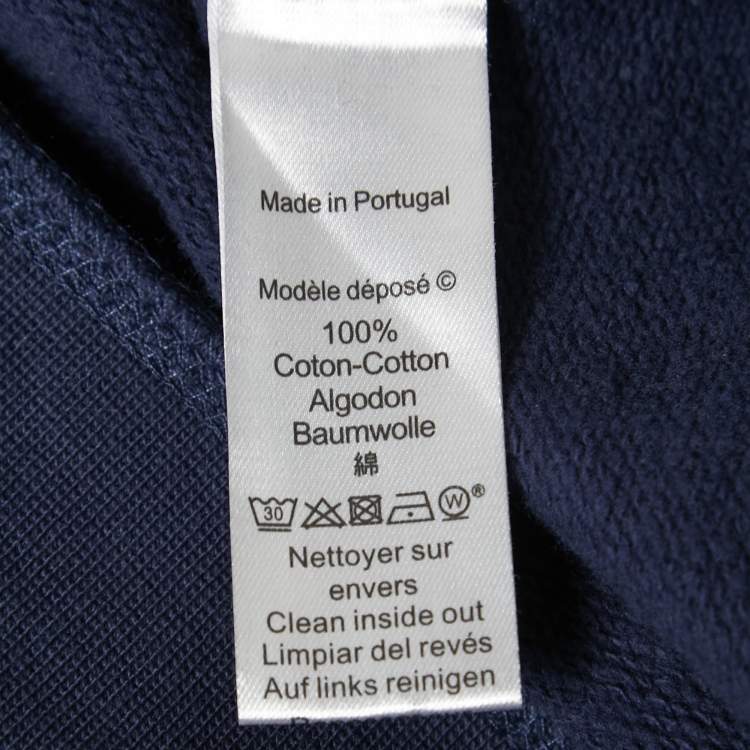 Made in Portugal
Modèle déposé ©
100%
Coton-Cotton
Algodon
Baumwolle
綿
30 W ®
Nettoyer sur
envers
Clean inside out
Limpiar del revés
Auf links reinigen